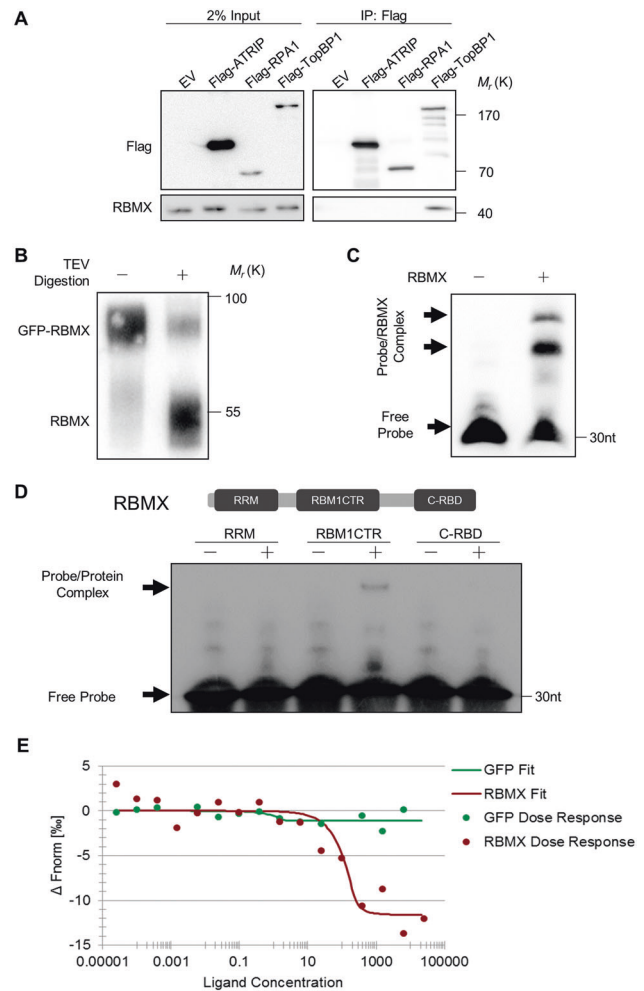 A
2% Input
IP: Flag
EV
Flag-ATRIP
Flag-RPA1
Flag-TopBP1
EV
Flag-ATRIP
Flag-RPA1
Flag-TopBP1
Mr (K)
Flag
170
70
RBMX
40
B
TEV
Digestion
− +
Mr (K)
GFP-RBMX
100
RBMX
55
C
RBMX
− +
Probe/RBMX
Complex
Free
Probe
30nt
D
RBMX
RRM RBM1CTR C-RBD
RRM RBM1CTR C-RBD
− + − + − +
Probe/Protein
Complex
Free Probe
30nt
E
5
0
-5
-10
-15
Δ Fnorm [‰]
0.00001 0.001 0.1 10 1000 100000
Ligand Concentration
GFP Fit
RBMX Fit
GFP Dose Response
RBMX Dose Response